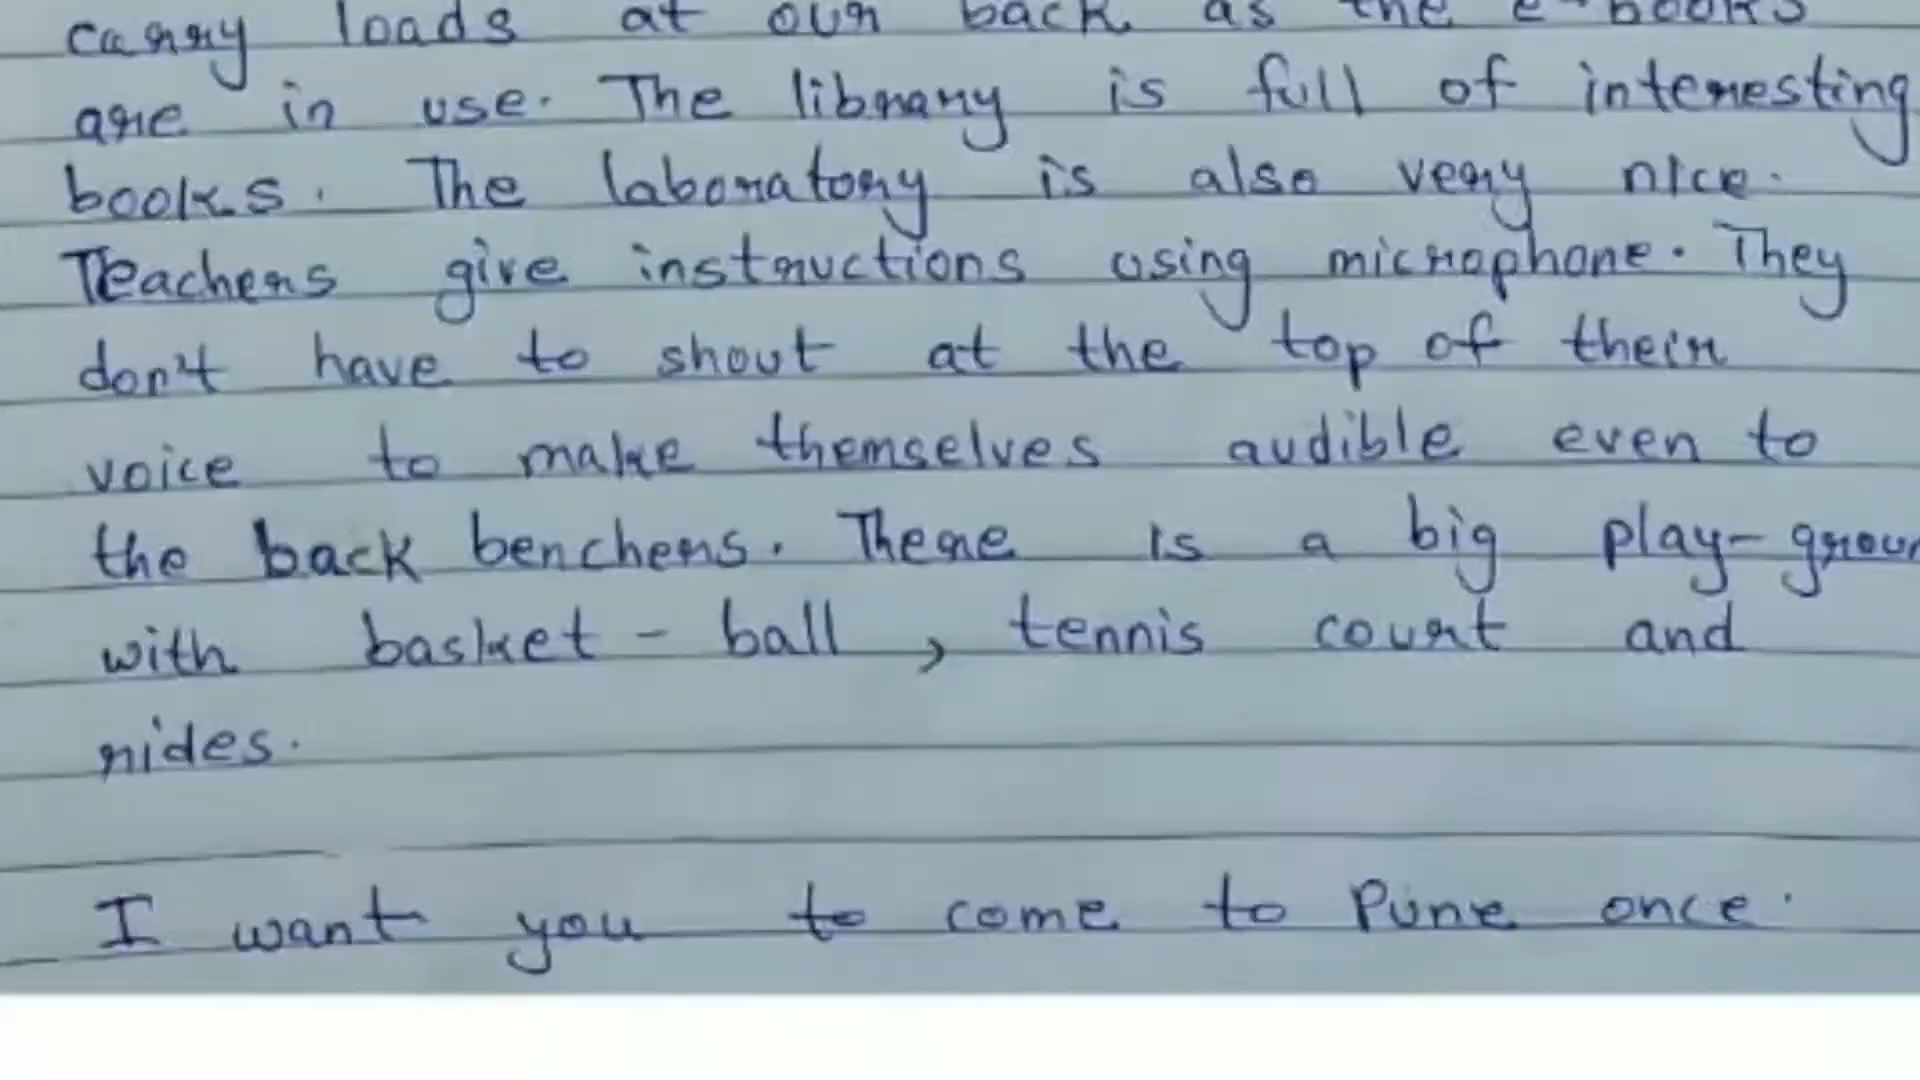 carry loads at our back as the e-books
are in use. The library is full of interesting
books. The laboratory is also very nice.
Teachers give instructions using microphone. They
don't have to shout at the top of their
voice to make themselves audible even to
the back benchers. There is a big play-groun
with basket-ball, tennis court and
rides.
I want you to come to Pune once.